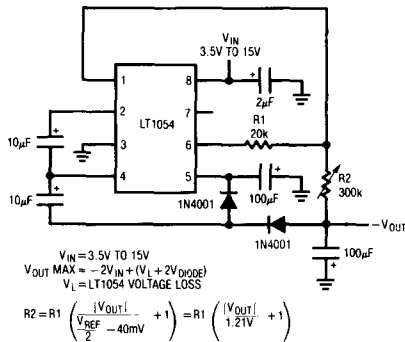 V_IN
3.5V TO 15V
1
8
+
2µF
2
LT1054
7
R1
20k
10µF
+
3
6
4
5
+
100µF
R2
300k
10µF
+
1N4001
1N4001
−V_OUT
+
100µF
V_IN = 3.5V TO 15V
V_OUT MAX ≈ −2V_IN + (V_L + 2V_DIODE)
V_L = LT1054 VOLTAGE LOSS
R2 = R1 ( |V_OUT| / (V_REF/2 − 40mV) + 1 ) = R1 ( |V_OUT| / 1.21V + 1 )